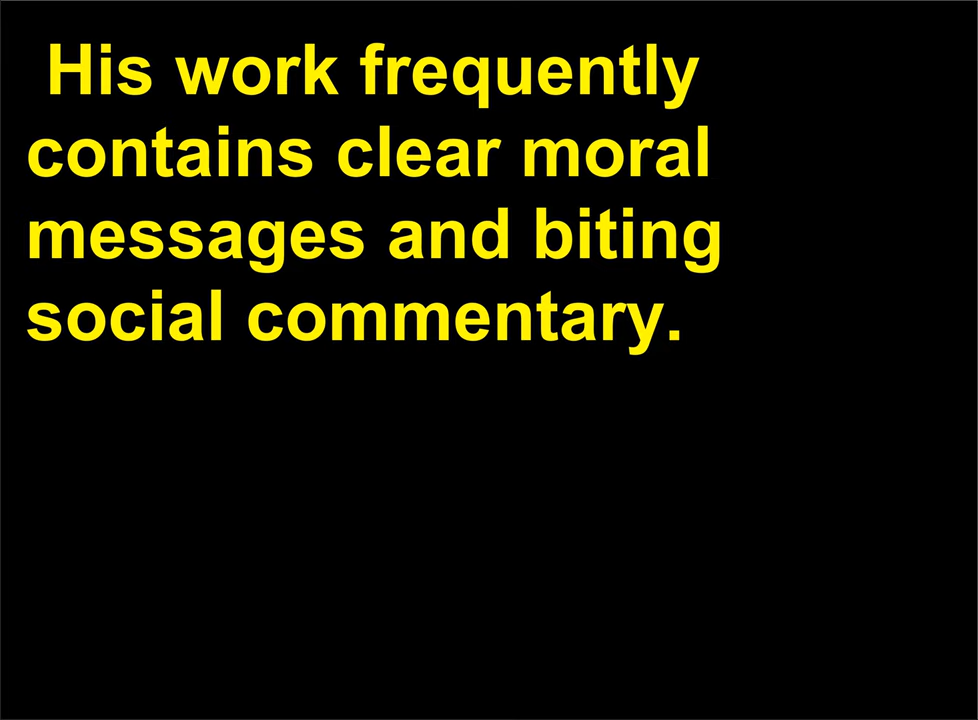 His work frequently
contains clear moral
messages and biting
social commentary.